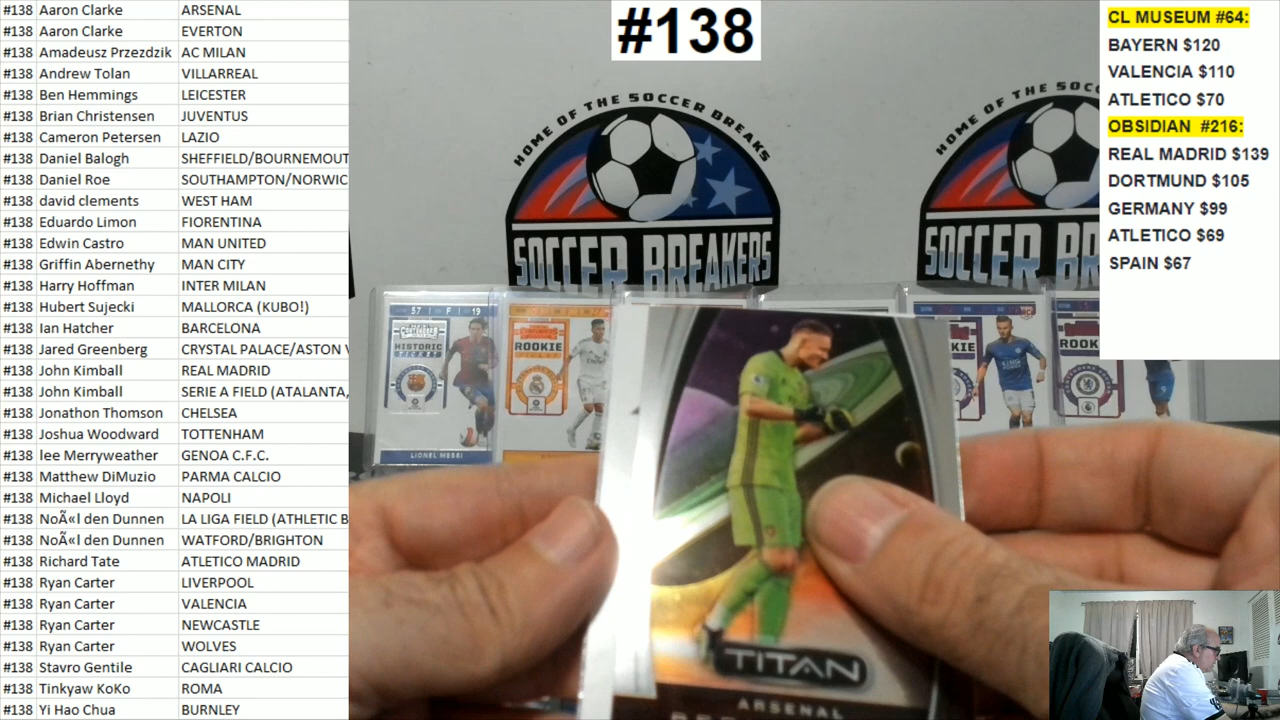 #138 Aaron Clarke ARSENAL
#138 Aaron Clarke EVERTON
#138 Amadeusz Przedzdzik AC MILAN
#138 Andrew Tolan VILLARREAL
#138 Ben Hemmings LEICESTER
#138 Brian Christensen JUVENTUS
#138 Cameron Petersen LAZIO
#138 Daniel Balogh SHEFFIELD/BOURNEMOUT
#138 Daniel Roe SOUTHAMPTON/NORWIC
#138 david clements WEST HAM
#138 Eduardo Limon FIORENTINA
#138 Edwin Castro MAN UNITED
#138 Griffin Abernethy MAN CITY
#138 Harry Hoffman INTER MILAN
#138 Hubert Sujecki MALLORCA (KUBO!)
#138 Ian Hatcher BARCELONA
#138 Jared Greenberg CRYSTAL PALACE/ASTON V
#138 John Kimball REAL MADRID
#138 John Kimball SERIE A FIELD (ATALANTA,
#138 Jonathon Thomson CHELSEA
#138 Joshua Woodward TOTTENHAM
#138 lee Merryweather GENOA C.F.C.
#138 Matthew DiMuzio PARMA CALCIO
#138 Michael Lloyd NAPOLI
#138 NoÃ«l den Dunnen LA LIGA FIELD (ATHLETIC B
#138 NoÃ«l den Dunnen WATFORD/BRIGHTON
#138 Richard Tate ATLETICO MADRID
#138 Ryan Carter LIVERPOOL
#138 Ryan Carter VALENCIA
#138 Ryan Carter NEWCASTLE
#138 Ryan Carter WOLVES
#138 Stavro Gentile CAGLIARI CALCIO
#138 Tinkyaw KoKo ROMA
#138 Yi Hao Chua BURNLEY
#138
HOME OF THE SOCCER BREAKS
SOCCER BREAKERS
HOME OF THE SOCC
SOCCER BR
57 | F | 19
HISTORIC
TICKET
LIONEL MESSI
ROOKIE
TICKET
ROOK
TITAN
ARSENAL
CL MUSEUM #64:
BAYERN $120
VALENCIA $110
ATLETICO $70
OBSIDIAN #216:
REAL MADRID $139
DORTMUND $105
GERMANY $99
ATLETICO $69
SPAIN $67